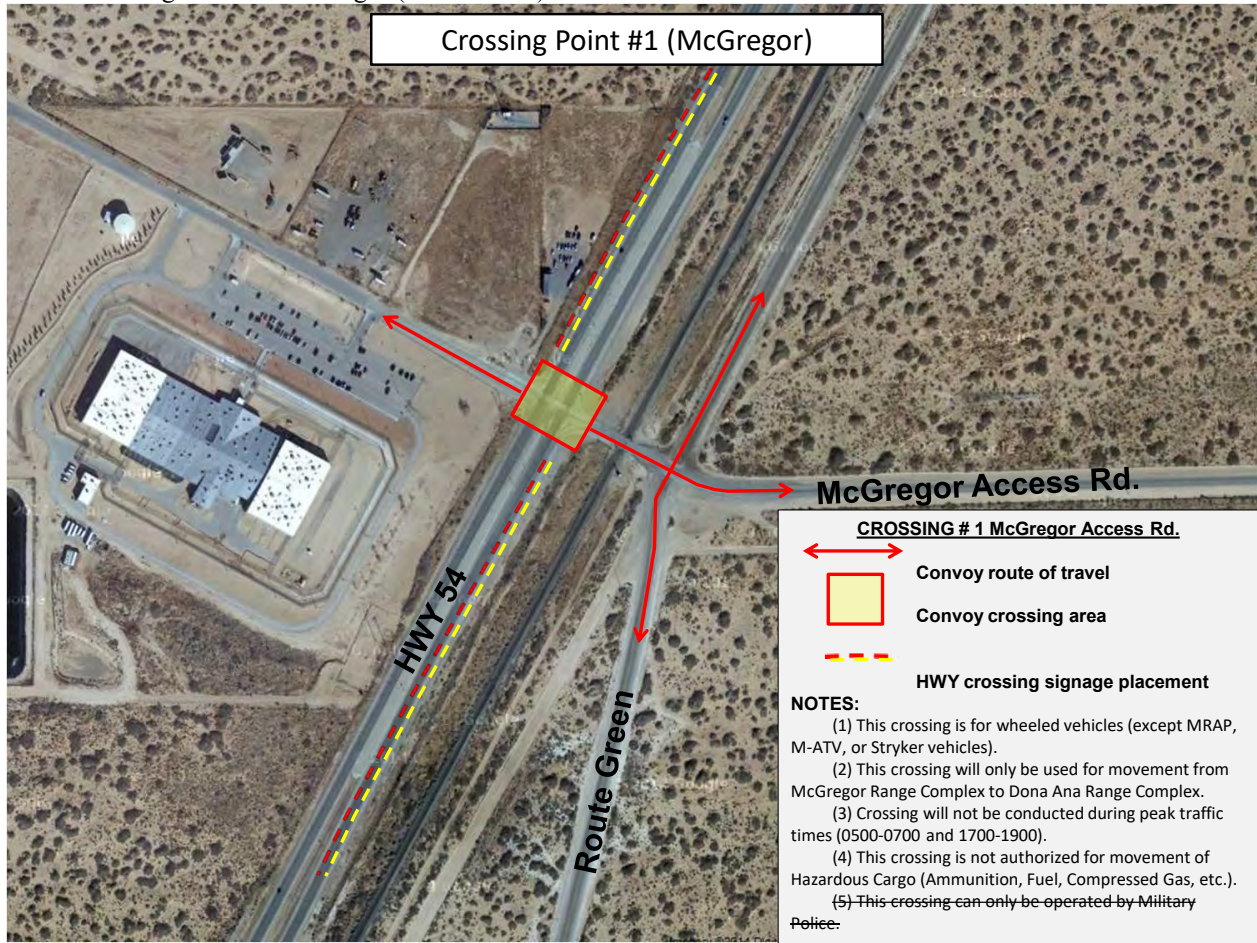 Crossing Point #1 (McGregor)
McGregor Access Rd.
HWY 54
Route Green
CROSSING # 1 McGregor Access Rd.
Convoy route of travel
Convoy crossing area
HWY crossing signage placement
NOTES:
(1) This crossing is for wheeled vehicles (except MRAP,
M-ATV, or Stryker vehicles).
(2) This crossing will only be used for movement from
McGregor Range Complex to Dona Ana Range Complex.
(3) Crossing will not be conducted during peak traffic
times (0500-0700 and 1700-1900).
(4) This crossing is not authorized for movement of
Hazardous Cargo (Ammunition, Fuel, Compressed Gas, etc.).
(5) This crossing can only be operated by Military
Police.